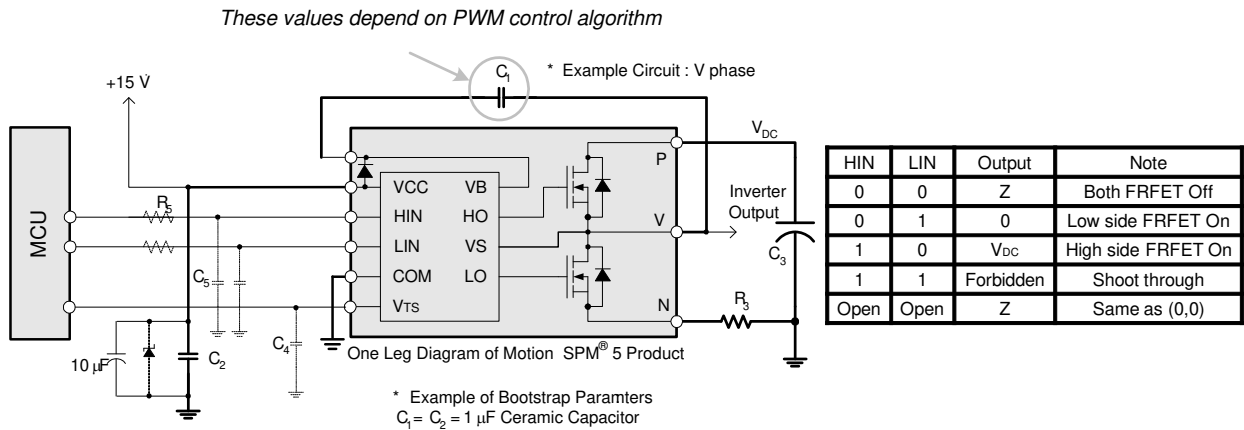 These values depend on PWM control algorithm
C1
* Example Circuit : V phase
+15 V
VDC
P
VCC VB
R5
HIN HO
Inverter
Output
V
MCU
LIN VS
C3
COM LO
C5
VTS
N
R3
10 μF
C2
C4
One Leg Diagram of Motion SPM® 5 Product
* Example of Bootstrap Paramters
C1 = C2 = 1 μF Ceramic Capacitor
HIN LIN Output Note
0 0 Z Both FRFET Off
0 1 0 Low side FRFET On
1 0 VDC High side FRFET On
1 1 Forbidden Shoot through
Open Open Z Same as (0,0)